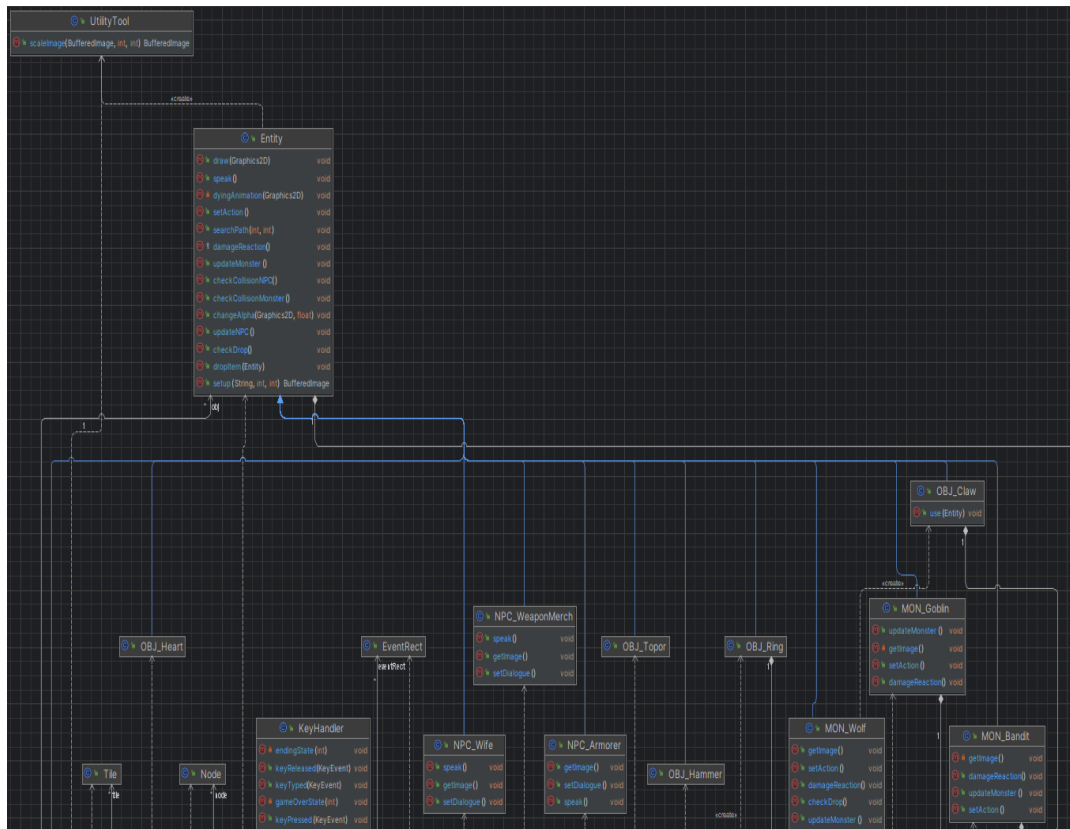 UtilityTool
scaleImage(BufferedImage, int, int) BufferedImage
«create»
Entity
draw(Graphics2D) void
speak() void
dyingAnimation(Graphics2D) void
setAction() void
searchPath(int, int) void
damageReaction() void
updateMonster() void
checkCollisionNPC() void
checkCollisionMonster() void
changeAlpha(Graphics2D, float) void
updateNPC() void
checkDrop() void
dropItem(Entity) void
setup(String, int, int) BufferedImage
* obj
1
1
OBJ_Claw
use(Entity) void
1
«create»
MON_Goblin
updateMonster() void
getImage() void
setAction() void
damageReaction() void
1
NPC_WeaponMerch
speak() void
getImage() void
setDialogue() void
OBJ_Heart
EventRect
eventRect
*
OBJ_Topor
OBJ_Ring
1
KeyHandler
endingState(int) void
keyReleased(KeyEvent) void
keyTyped(KeyEvent) void
gameOverState(int) void
keyPressed(KeyEvent) void
NPC_Wife
speak() void
getImage() void
setDialogue() void
NPC_Armorer
getImage() void
setDialogue() void
speak() void
MON_Wolf
getImage() void
setAction() void
damageReaction() void
checkDrop() void
updateMonster() void
MON_Bandit
getImage() void
damageReaction() void
updateMonster() void
setAction() void
Tile
* tile
Node
* node
OBJ_Hammer
«create»